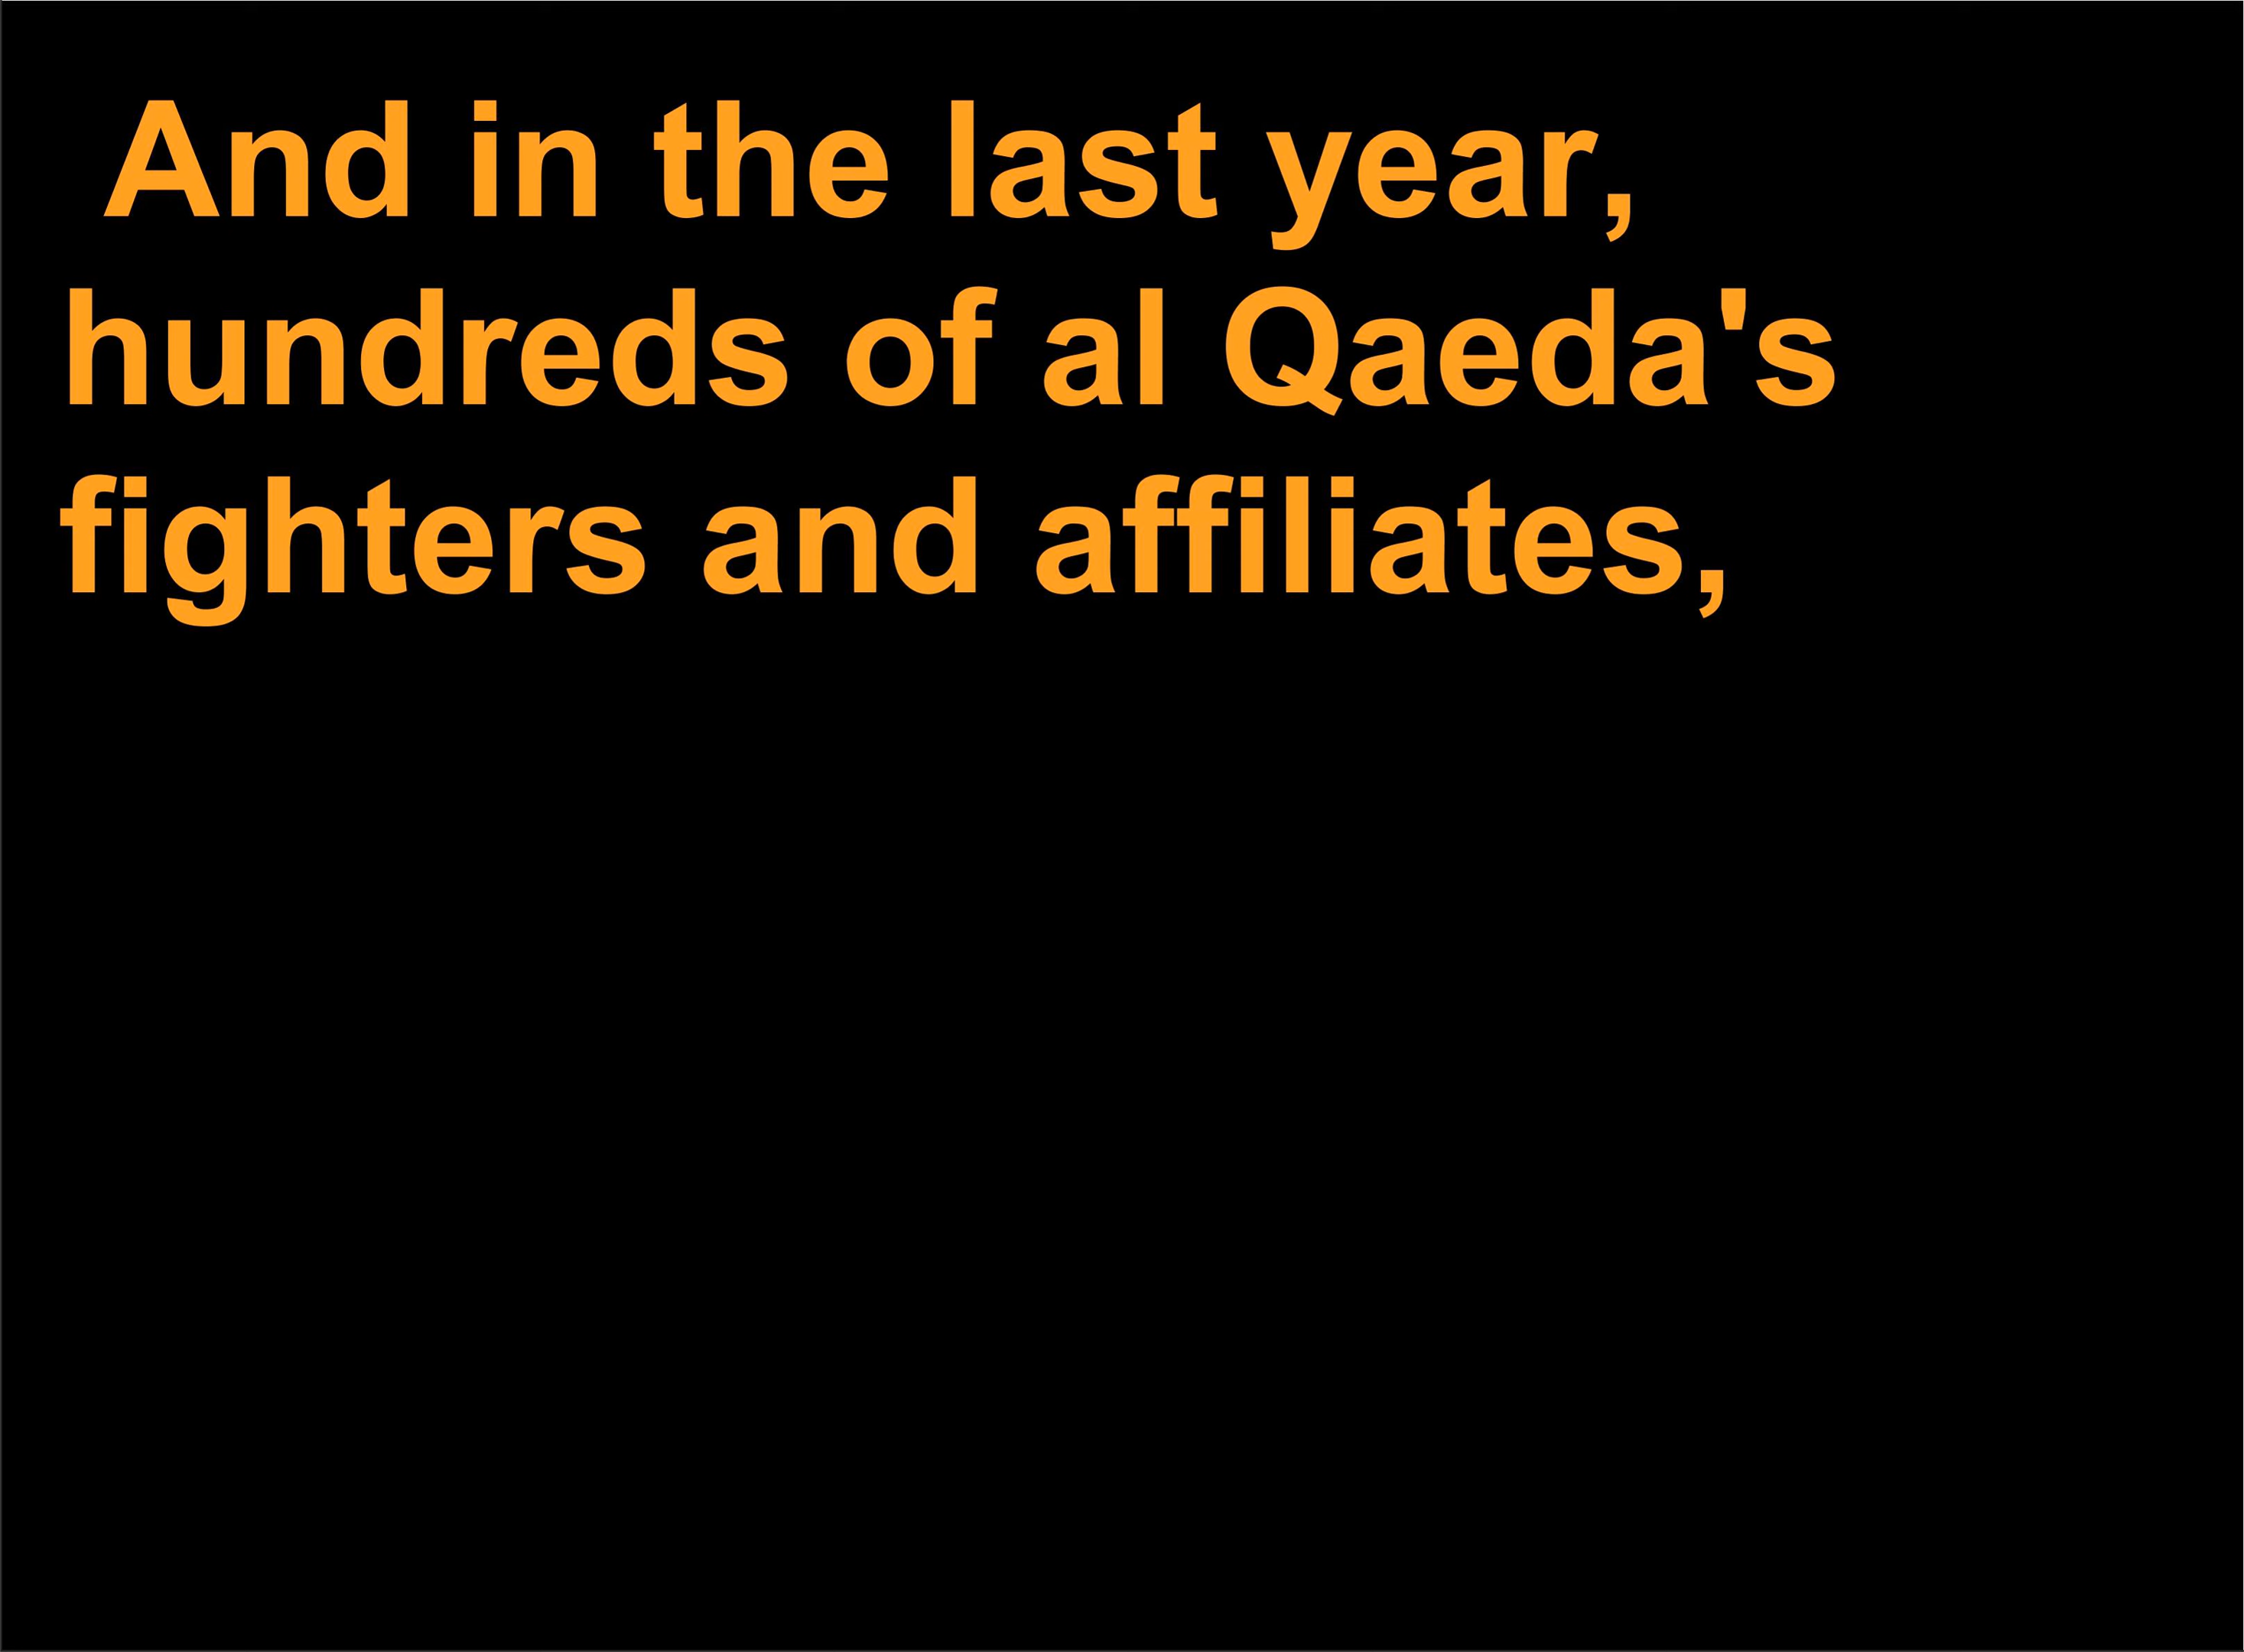 And in the last year,
hundreds of al Qaeda's
fighters and affiliates,